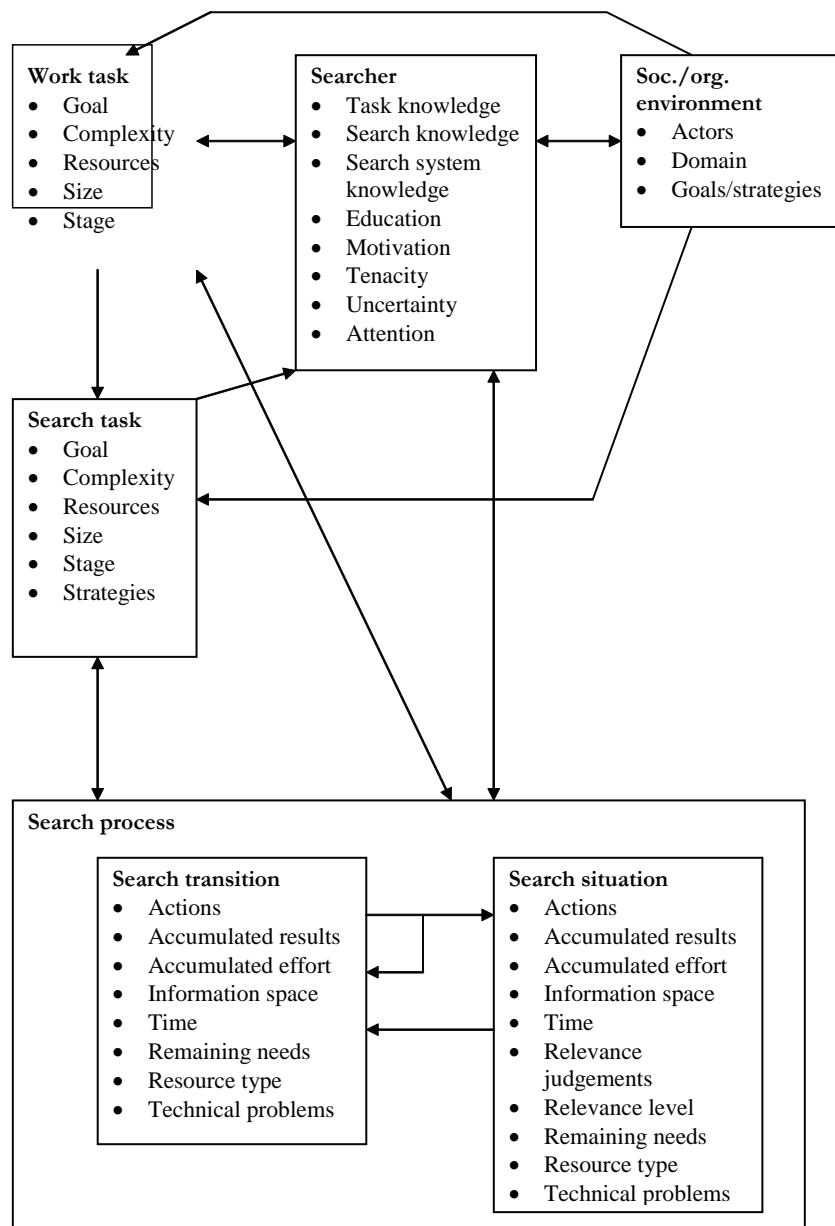 Work task
• Goal
• Complexity
• Resources
• Size
• Stage
Searcher
• Task knowledge
• Search knowledge
• Search system
knowledge
• Education
• Motivation
• Tenacity
• Uncertainty
• Attention
Soc./org.
environment
• Actors
• Domain
• Goals/strategies
Search task
• Goal
• Complexity
• Resources
• Size
• Stage
• Strategies
Search process
Search transition
• Actions
• Accumulated results
• Accumulated effort
• Information space
• Time
• Remaining needs
• Resource type
• Technical problems
Search situation
• Actions
• Accumulated results
• Accumulated effort
• Information space
• Time
• Relevance
judgements
• Relevance level
• Remaining needs
• Resource type
• Technical problems